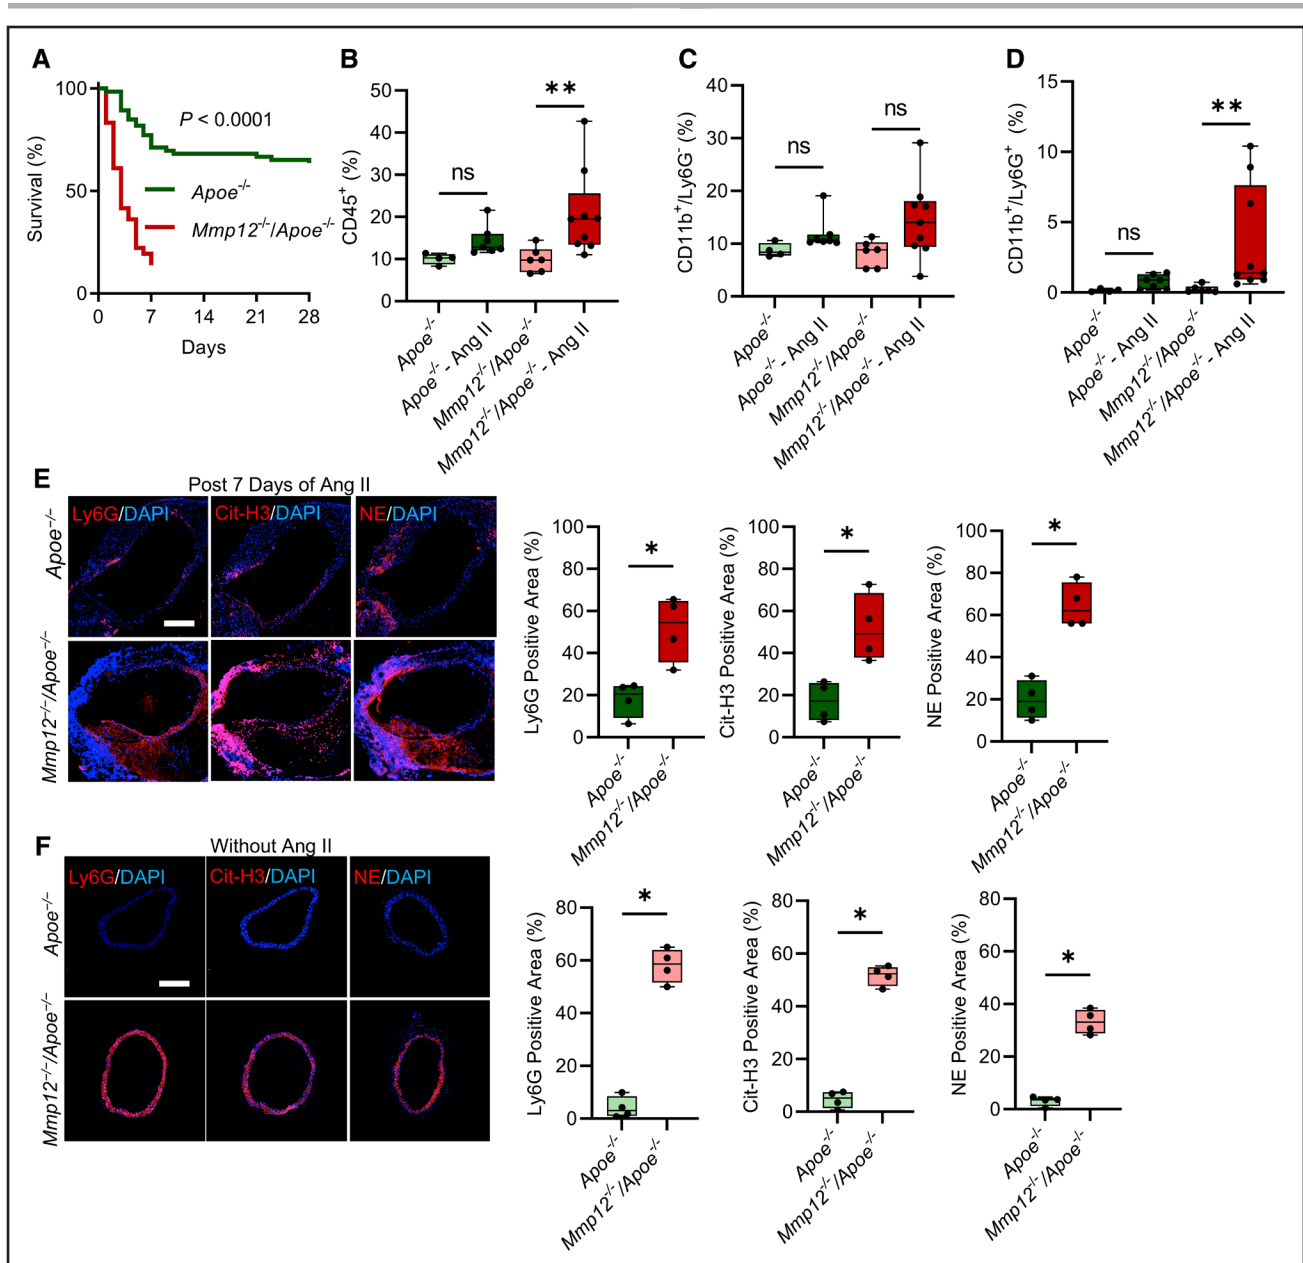 A
Survival (%)
100
50
0
0 7 14 21 28
Days
P < 0.0001
Apoe-/-
Mmp12-/-/Apoe-/-
B
CD45+ (%)
50
40
30
20
10
0
ns
**
Apoe-/-
Apoe-/- - Ang II
Mmp12-/-/Apoe-/-
Mmp12-/-/Apoe-/- - Ang II
C
CD11b+/Ly6G- (%)
40
30
20
10
0
ns
ns
Apoe-/-
Apoe-/- - Ang II
Mmp12-/-/Apoe-/-
Mmp12-/-/Apoe-/- - Ang II
D
CD11b+/Ly6G+ (%)
15
10
5
0
ns
**
Apoe-/-
Apoe-/- - Ang II
Mmp12-/-/Apoe-/-
Mmp12-/-/Apoe-/- - Ang II
E
Post 7 Days of Ang II
Ly6G/DAPI
Cit-H3/DAPI
NE/DAPI
Apoe-/-
Mmp12-/-/Apoe-/-
Ly6G Positive Area (%)
100
80
60
40
20
0
*
Apoe-/-
Mmp12-/-/Apoe-/-
Cit-H3 Positive Area (%)
100
80
60
40
20
0
*
Apoe-/-
Mmp12-/-/Apoe-/-
NE Positive Area (%)
100
80
60
40
20
0
*
Apoe-/-
Mmp12-/-/Apoe-/-
F
Without Ang II
Ly6G/DAPI
Cit-H3/DAPI
NE/DAPI
Apoe-/-
Mmp12-/-/Apoe-/-
Ly6G Positive Area (%)
80
60
40
20
0
*
Apoe-/-
Mmp12-/-/Apoe-/-
Cit-H3 Positive Area (%)
80
60
40
20
0
*
Apoe-/-
Mmp12-/-/Apoe-/-
NE Positive Area (%)
80
60
40
20
0
*
Apoe-/-
Mmp12-/-/Apoe-/-